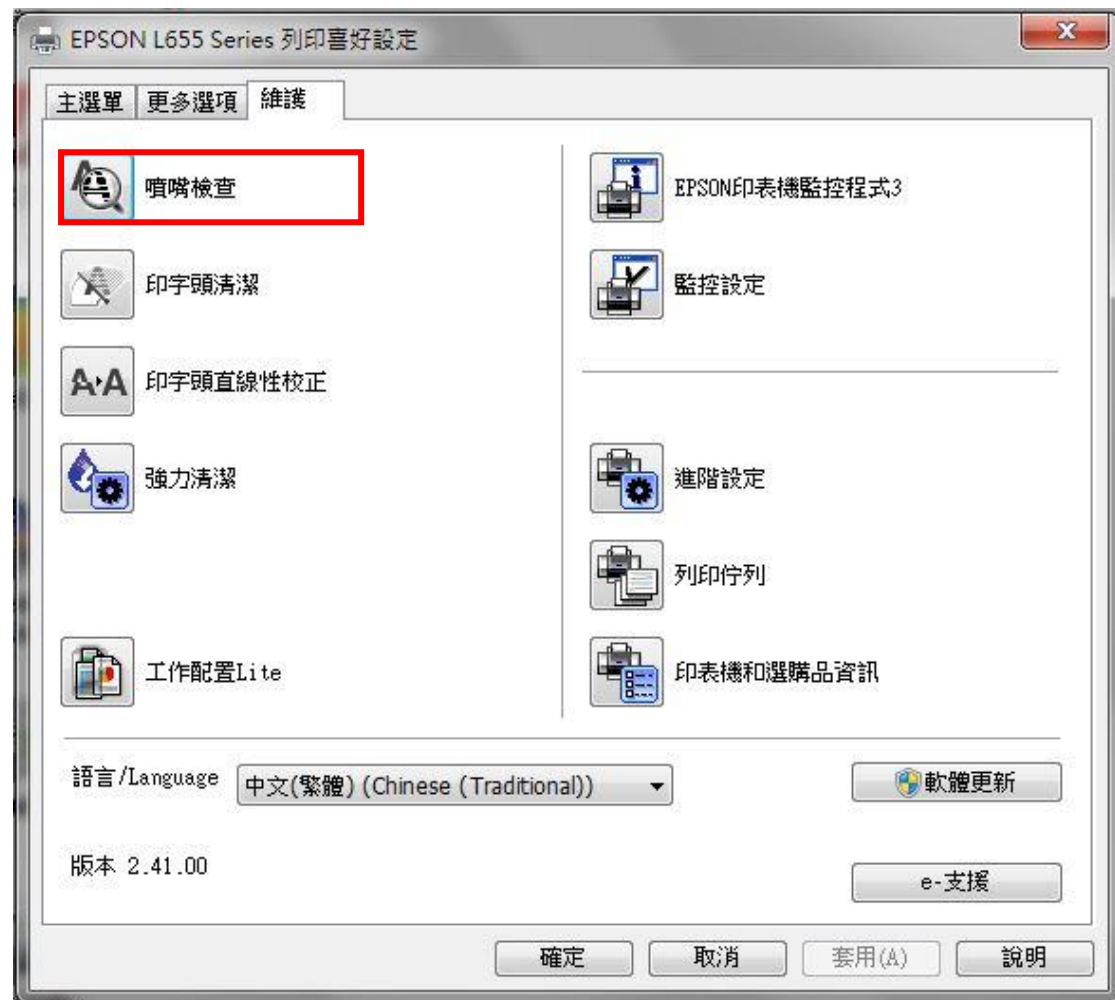 EPSON L655 Series 列印喜好設定
主選單 更多選項 維護
噴嘴檢查
印字頭清潔
A A 印字頭直線性校正
強力清潔
工作配置Lite
EPSON印表機監控程式3
監控設定
進階設定
列印佇列
印表機和選購品資訊
語言/Language 中文(繁體) (Chinese (Traditional)) 軟體更新
版本 2.41.00
e-支援
確定 取消 套用(A) 說明